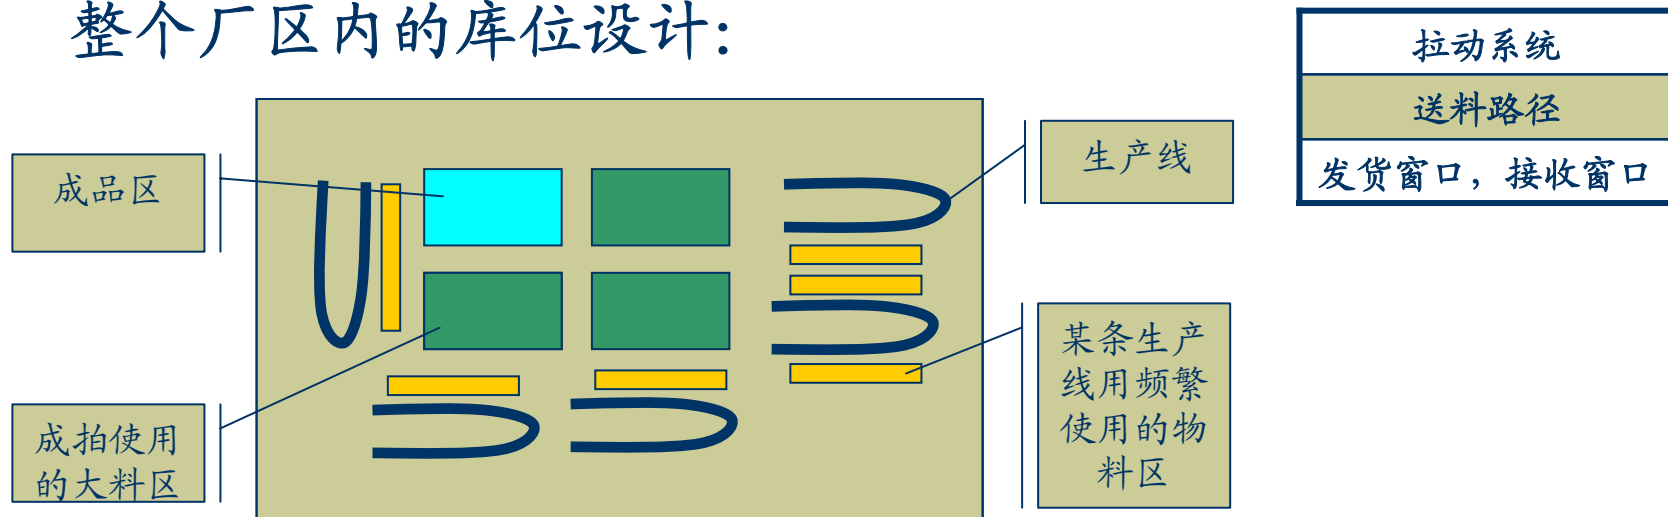 整个厂区内的库位设计:
拉动系统
送料路径
发货窗口，接收窗口
成品区
生产线
某条生产
线用频繁
使用的物
料区
成拍使用
的大料区